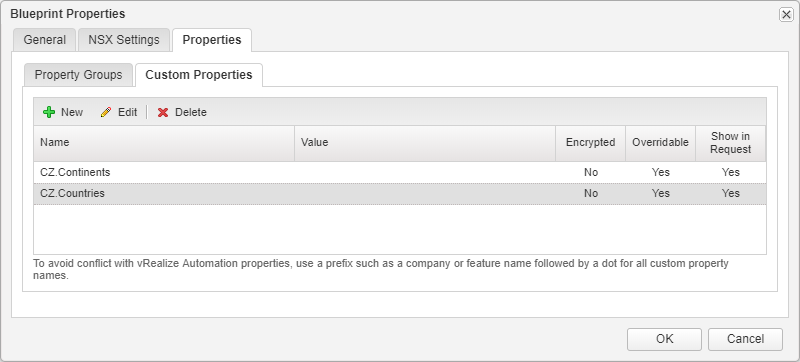 Blueprint Properties
General NSX Settings Properties
Property Groups Custom Properties
New Edit Delete
Name Value Encrypted Overridable Show in Request
CZ.Continents No Yes Yes
CZ.Countries No Yes Yes
To avoid conflict with vRealize Automation properties, use a prefix such as a company or feature name followed by a dot for all custom property
names.
OK Cancel